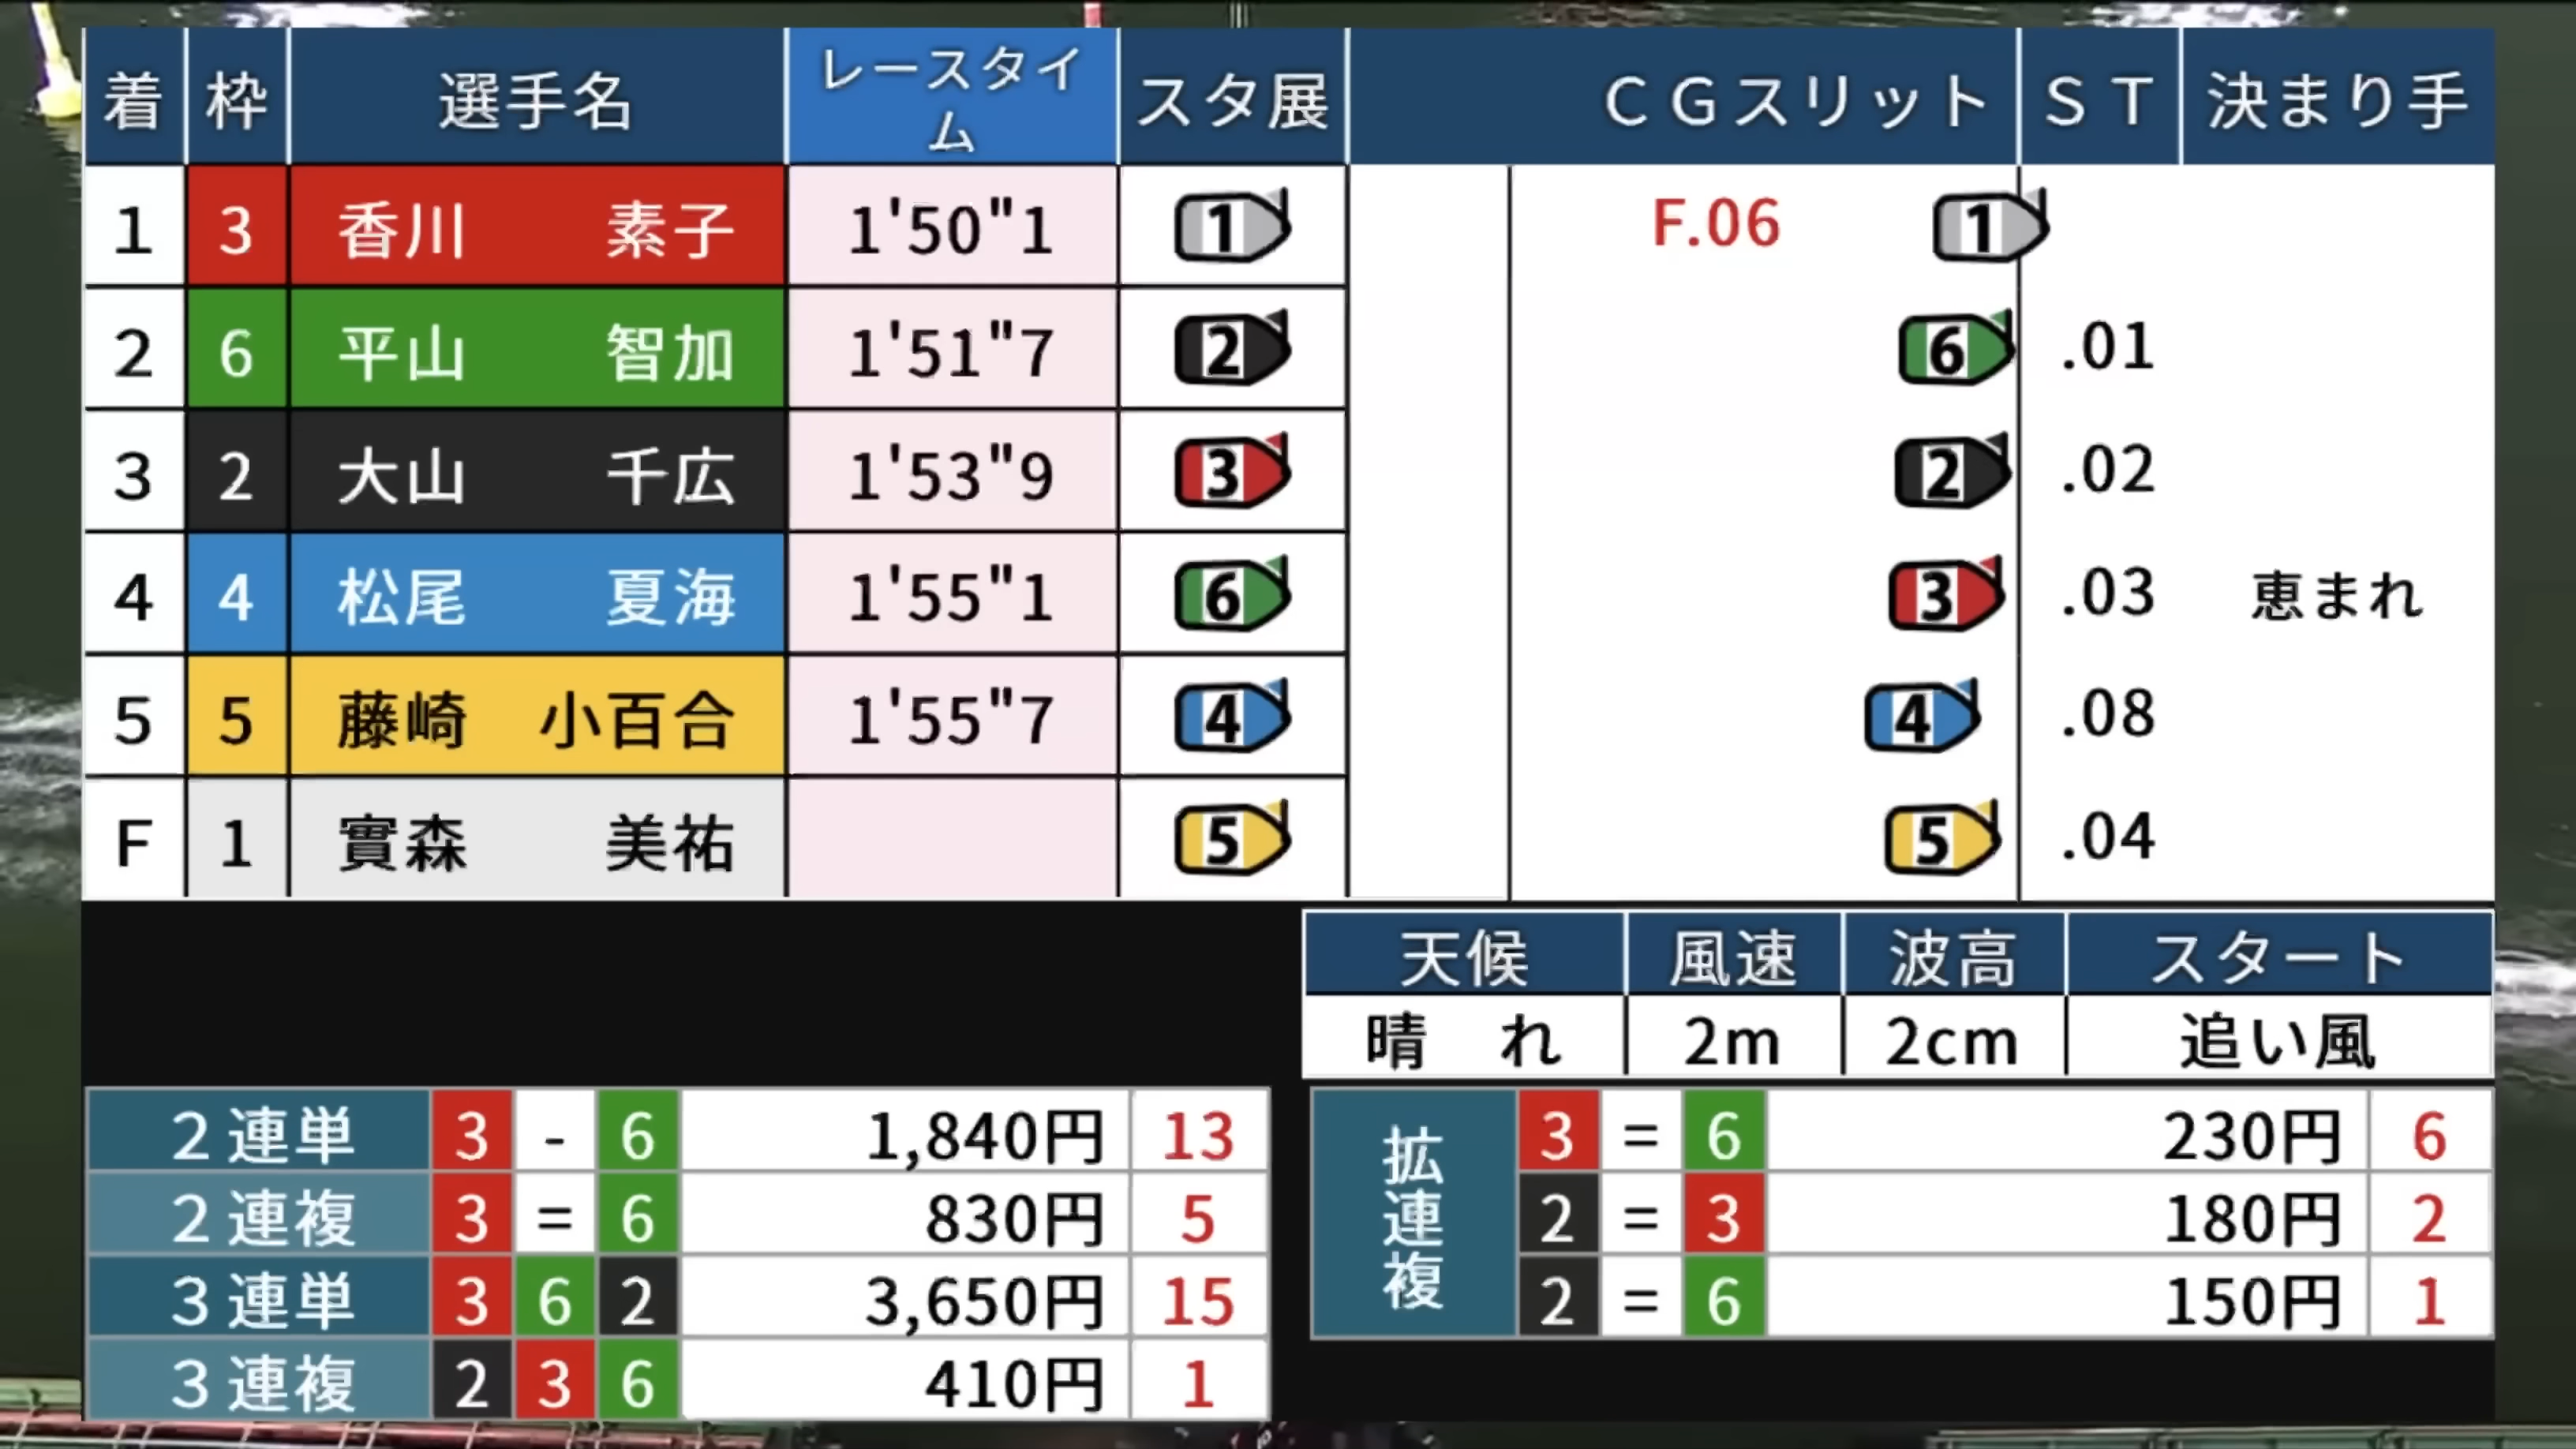 着 枠 選手名 レースタイム スタ展 CGスリット ST 決まり手
1 3 香川 素子 1'50"1 1 F.06 1
2 6 平山 智加 1'51"7 2 6 .01
3 2 大山 千広 1'53"9 3 2 .02
4 4 松尾 夏海 1'55"1 6 3 .03 恵まれ
5 5 藤崎 小百合 1'55"7 4 4 .08
F 1 實森 美祐 5 5 .04
天候 風速 波高 スタート
晴 れ 2m 2cm 追い風
2連単 3 - 6 1,840円 13
2連複 3 = 6 830円 5
3連単 3 6 2 3,650円 15
3連複 2 3 6 410円 1
拡連複 3 = 6 230円 6
2 = 3 180円 2
2 = 6 150円 1